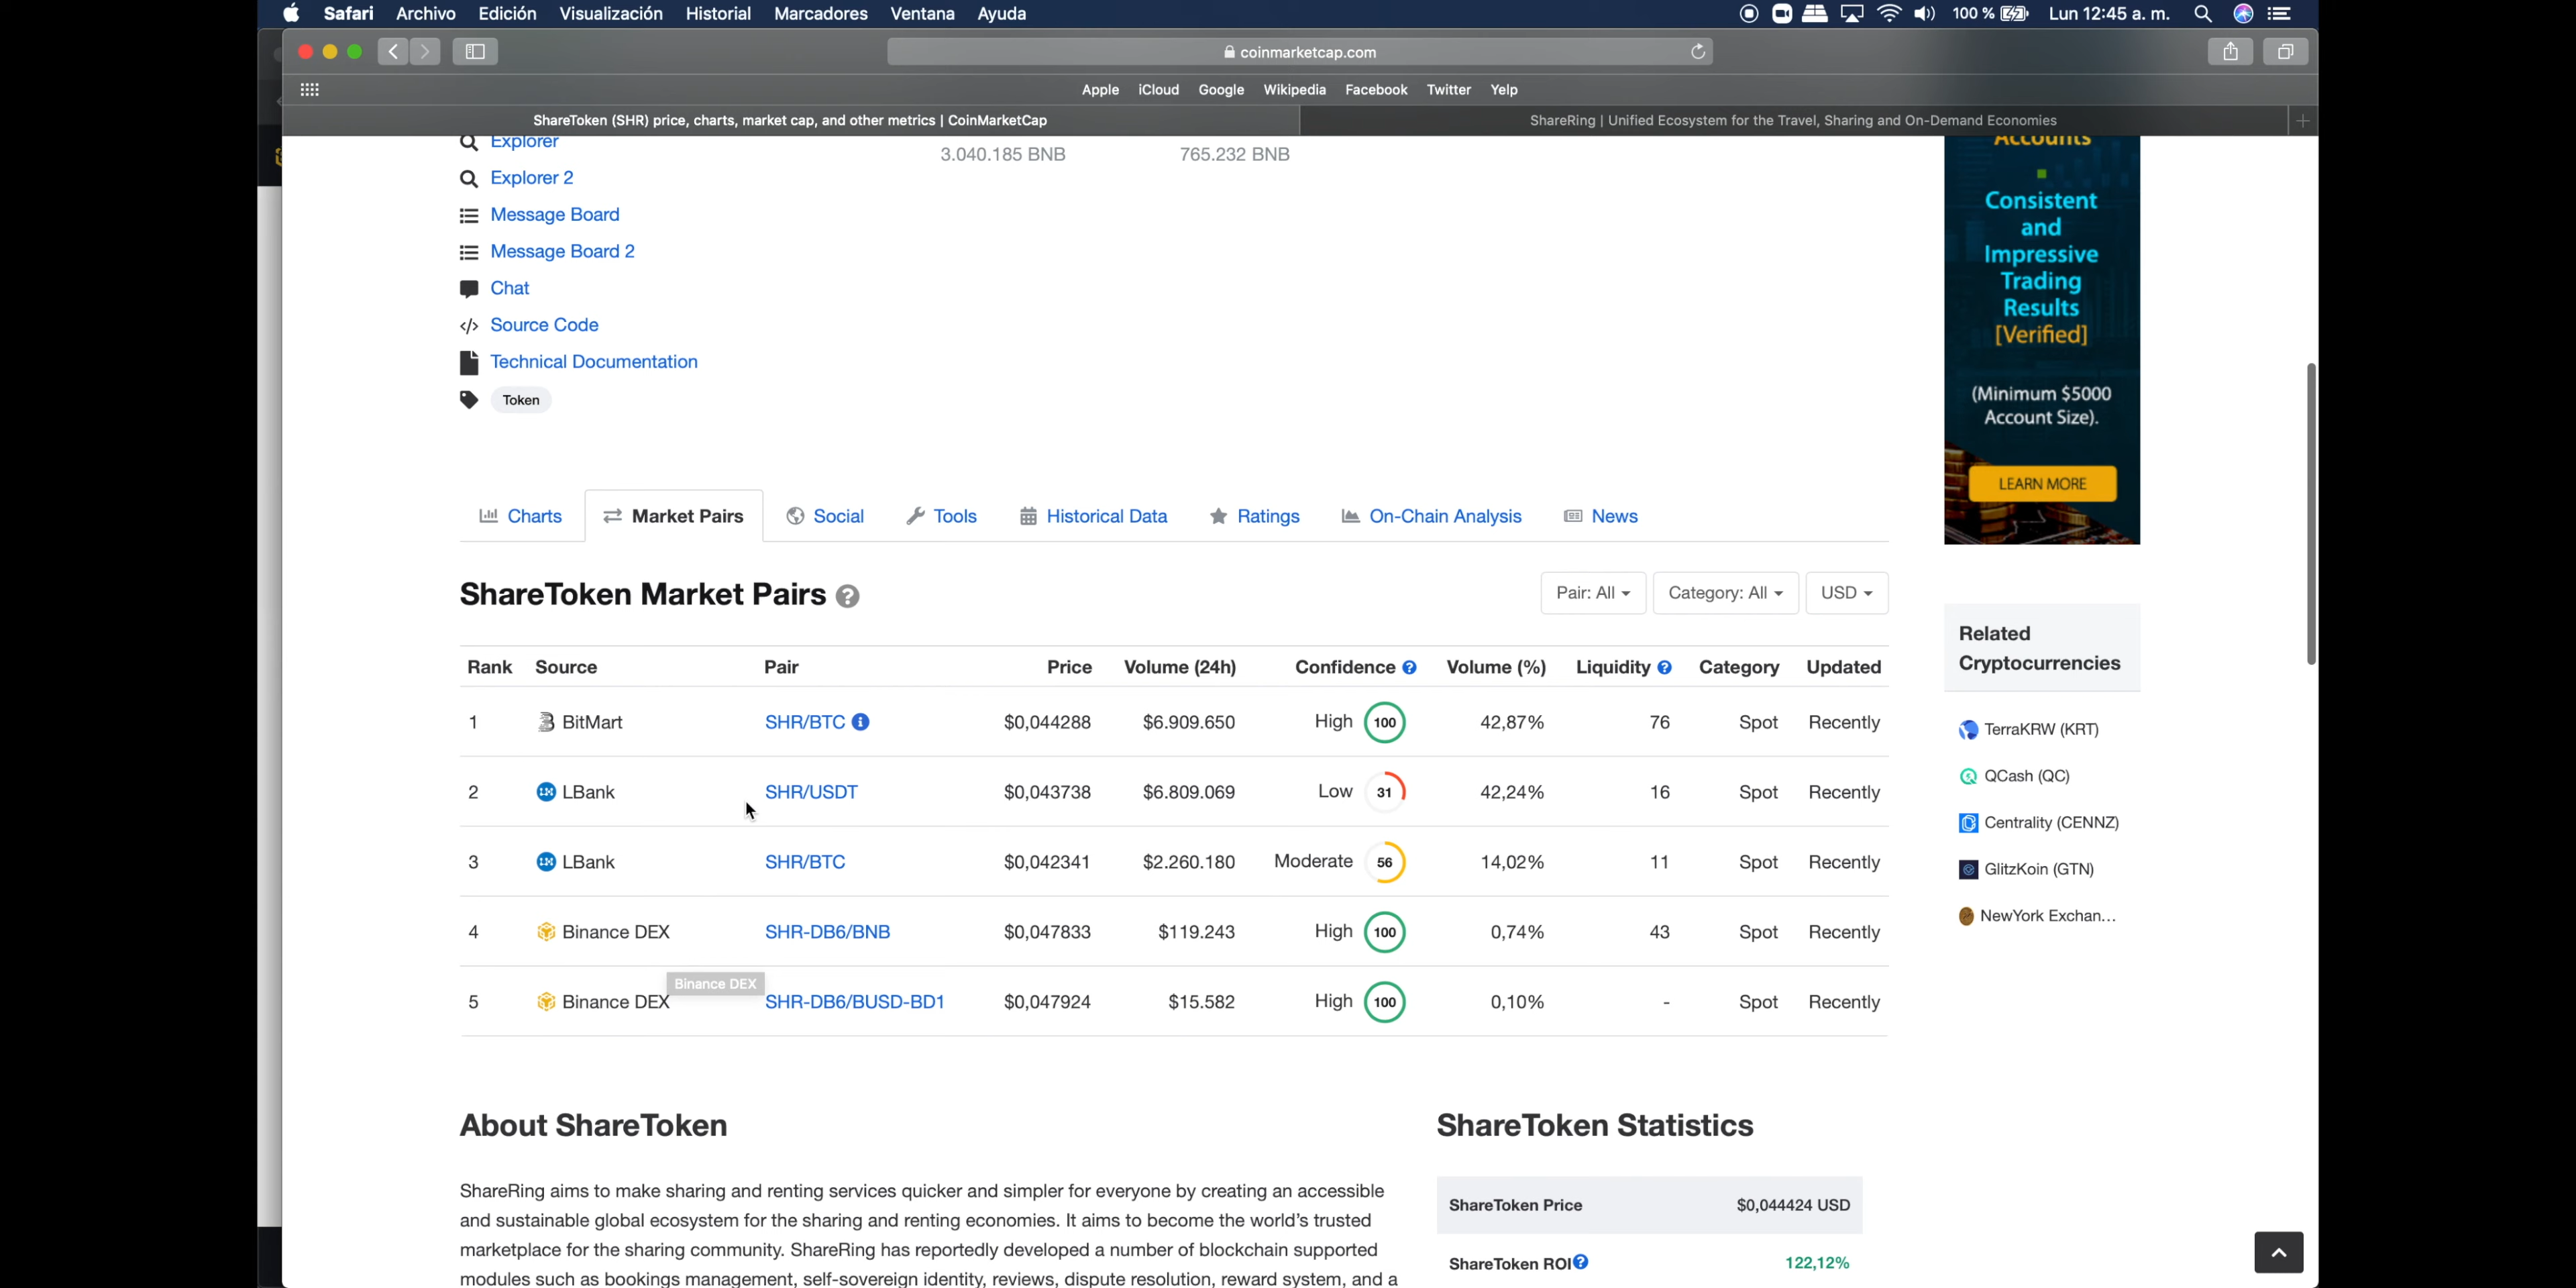 Safari Archivo Edición Visualización Historial Marcadores Ventana Ayuda 100 % Lun 12:45 a. m.
coinmarketcap.com
Apple iCloud Google Wikipedia Facebook Twitter Yelp
ShareToken (SHR) price, charts, market cap, and other metrics | CoinMarketCap ShareRing | Unified Ecosystem for the Travel, Sharing and On-Demand Economies
Explorer
3.040.185 BNB 765.232 BNB
Explorer 2
Message Board
Message Board 2
Chat
Source Code
Technical Documentation
Token
Accounts
Consistent
and
Impressive
Trading
Results
[Verified]
(Minimum $5000
Account Size).
LEARN MORE
Charts Market Pairs Social Tools Historical Data Ratings On-Chain Analysis News
ShareToken Market Pairs ?
Pair: All Category: All USD
Rank Source Pair Price Volume (24h) Confidence ? Volume (%) Liquidity ? Category Updated
1 BitMart SHR/BTC $0,044288 $6.909.650 High 100 42,87% 76 Spot Recently
2 LBank SHR/USDT $0,043738 $6.809.069 Low 31 42,24% 16 Spot Recently
3 LBank SHR/BTC $0,042341 $2.260.180 Moderate 56 14,02% 11 Spot Recently
4 Binance DEX SHR-DB6/BNB $0,047833 $119.243 High 100 0,74% 43 Spot Recently
Binance DEX
5 Binance DEX SHR-DB6/BUSD-BD1 $0,047924 $15.582 High 100 0,10% - Spot Recently
Related
Cryptocurrencies
TerraKRW (KRT)
QCash (QC)
Centrality (CENNZ)
GlitzKoin (GTN)
NewYork Exchan...
About ShareToken
ShareRing aims to make sharing and renting services quicker and simpler for everyone by creating an accessible
and sustainable global ecosystem for the sharing and renting economies. It aims to become the world's trusted
marketplace for the sharing community. ShareRing has reportedly developed a number of blockchain supported
modules such as bookings management, self-sovereign identity, reviews, dispute resolution, reward system, and a
ShareToken Statistics
ShareToken Price $0,044424 USD
ShareToken ROI ? 122,12%